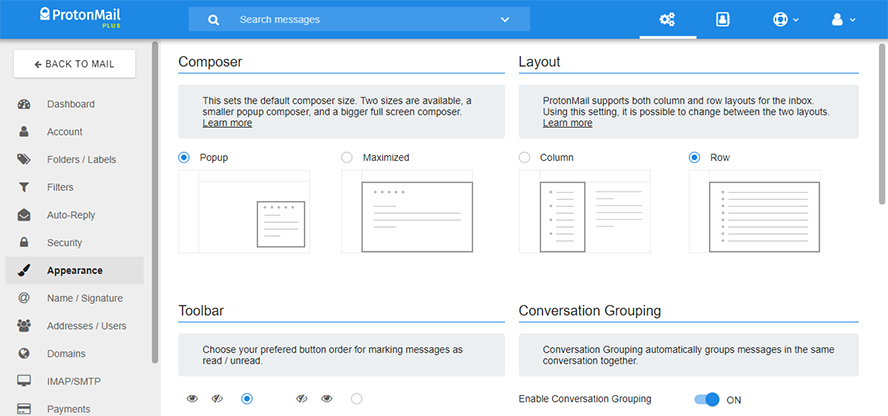 ProtonMail
PLUS
Search messages
BACK TO MAIL
Dashboard
Account
Folders / Labels
Filters
Auto-Reply
Security
Appearance
Name / Signature
Addresses / Users
Domains
IMAP/SMTP
Payments
Composer
This sets the default composer size. Two sizes are available, a
smaller popup composer, and a bigger full screen composer.
Learn more
Popup
Maximized
Layout
ProtonMail supports both column and row layouts for the inbox.
Using this setting, it is possible to change between the two layouts.
Learn more
Column
Row
Toolbar
Choose your prefered button order for marking messages as
read / unread.
Conversation Grouping
Conversation Grouping automatically groups messages in the same
conversation together.
Enable Conversation Grouping
ON